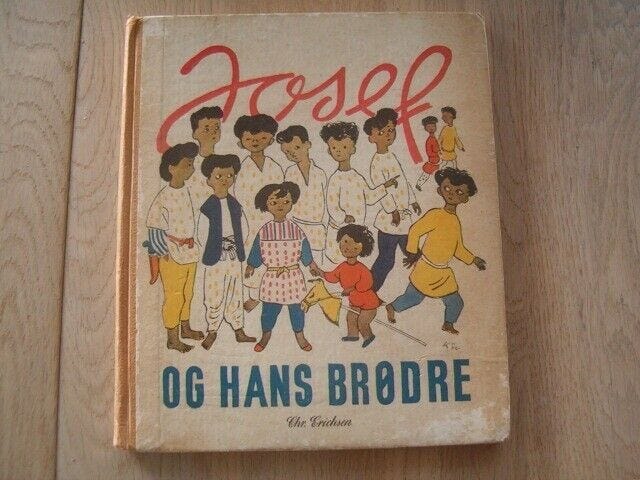 Josef
OG HANS BRØDRE
Chr. Erichsen